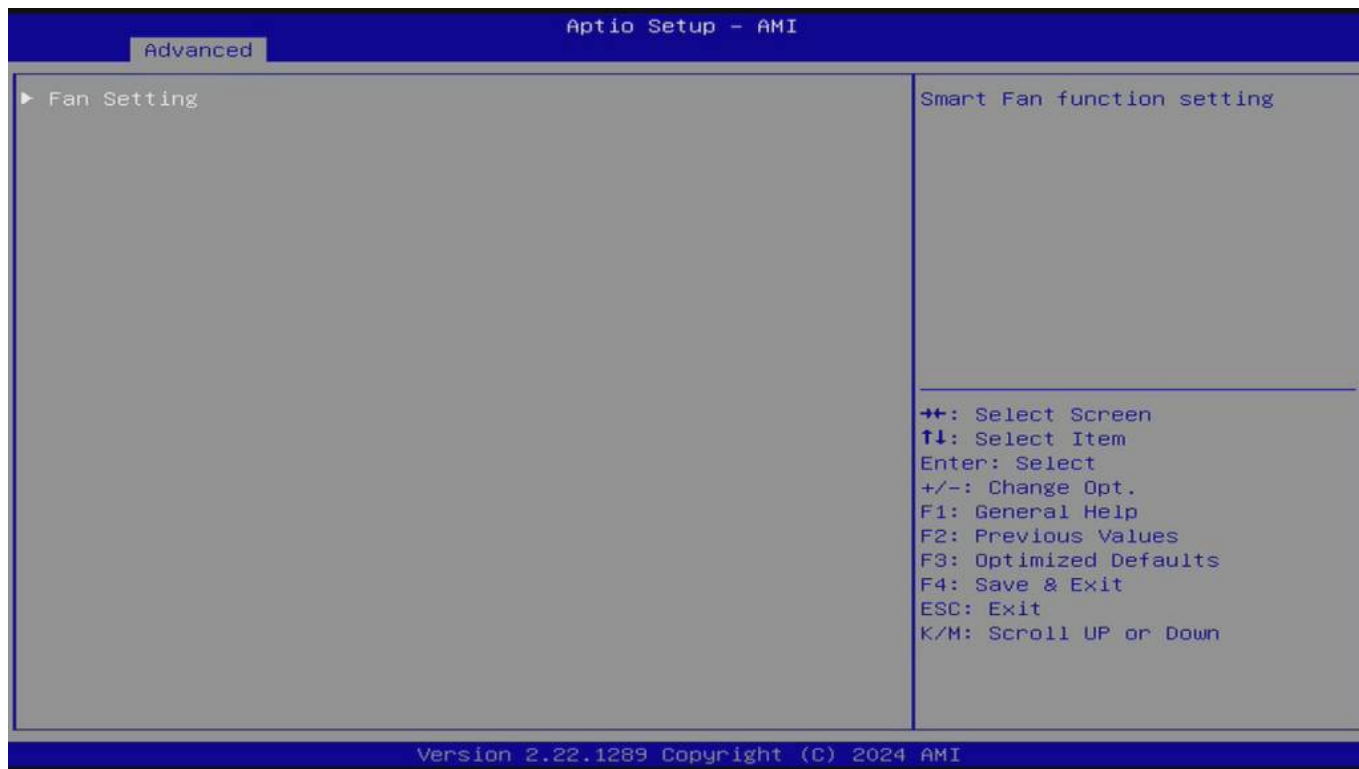 Aptio Setup – AMI
Advanced
► Fan Setting
Smart Fan function setting
→←: Select Screen
↑↓: Select Item
Enter: Select
+/-: Change Opt.
F1: General Help
F2: Previous Values
F3: Optimized Defaults
F4: Save & Exit
ESC: Exit
K/M: Scroll UP or Down
Version 2.22.1289 Copyright (C) 2024 AMI